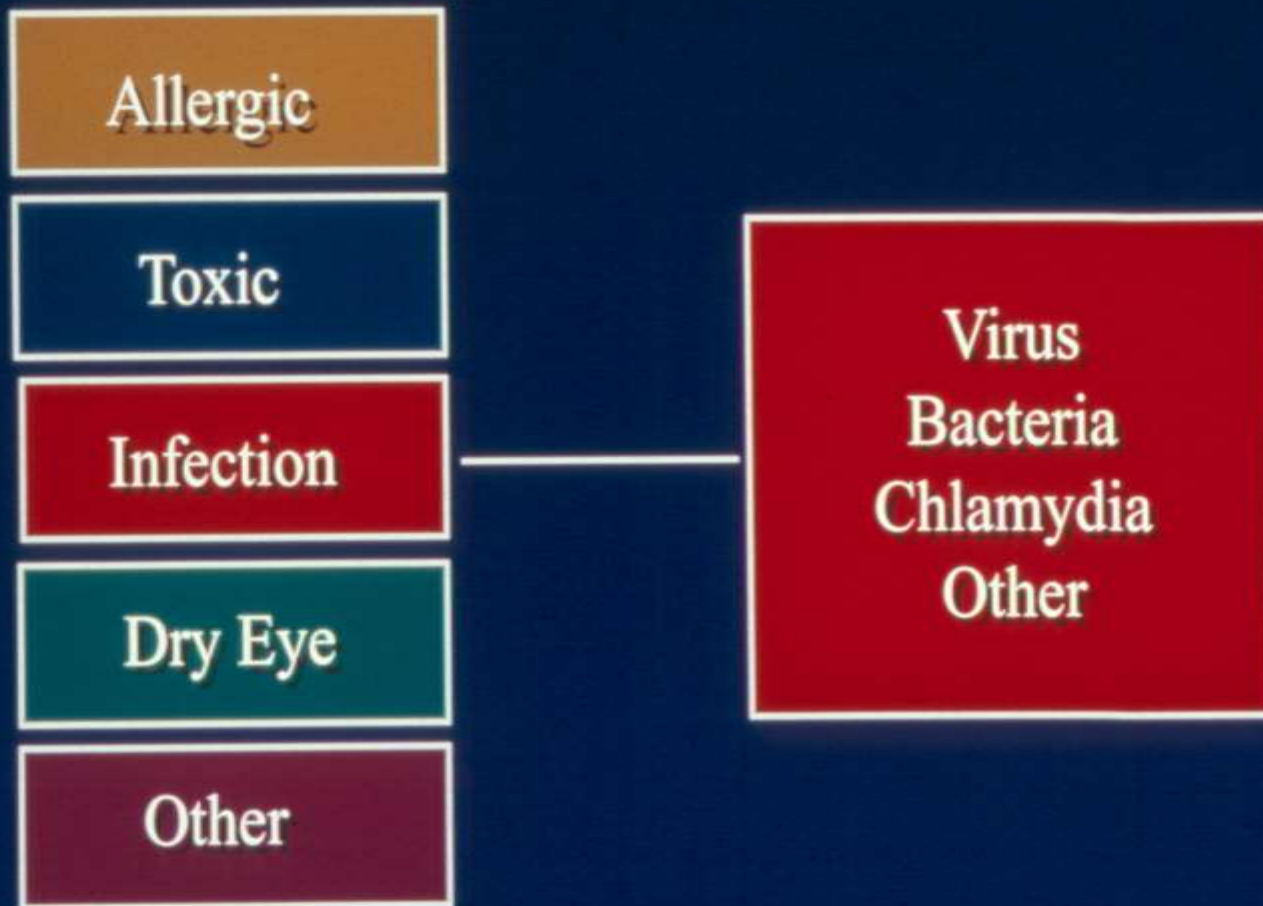 Allergic
Toxic
Infection
Dry Eye
Other
Virus
Bacteria
Chlamydia
Other